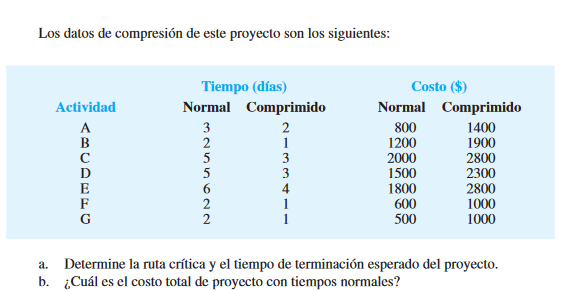 Los datos de compresión de este proyecto son los siguientes:
Tiempo (días) Costo ($)
Actividad Normal Comprimido Normal Comprimido
A 3 2 800 1400
B 2 1 1200 1900
C 5 3 2000 2800
D 5 3 1500 2300
E 6 4 1800 2800
F 2 1 600 1000
G 2 1 500 1000
a. Determine la ruta crítica y el tiempo de terminación esperado del proyecto.
b. ¿Cuál es el costo total de proyecto con tiempos normales?